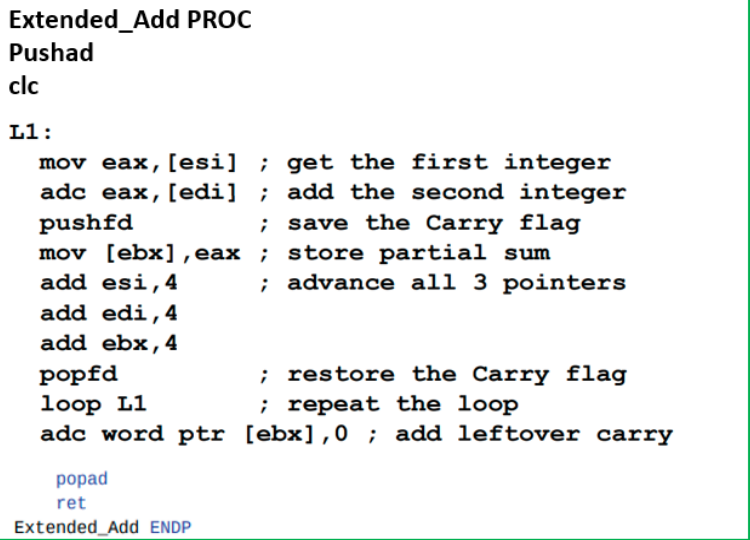 Extended_Add PROC
Pushad
clc
L1:
mov eax,[esi] ; get the first integer
adc eax,[edi] ; add the second integer
pushfd ; save the Carry flag
mov [ebx],eax ; store partial sum
add esi,4 ; advance all 3 pointers
add edi,4
add ebx,4
popfd ; restore the Carry flag
loop L1 ; repeat the loop
adc word ptr [ebx],0 ; add leftover carry
popad
ret
Extended_Add ENDP